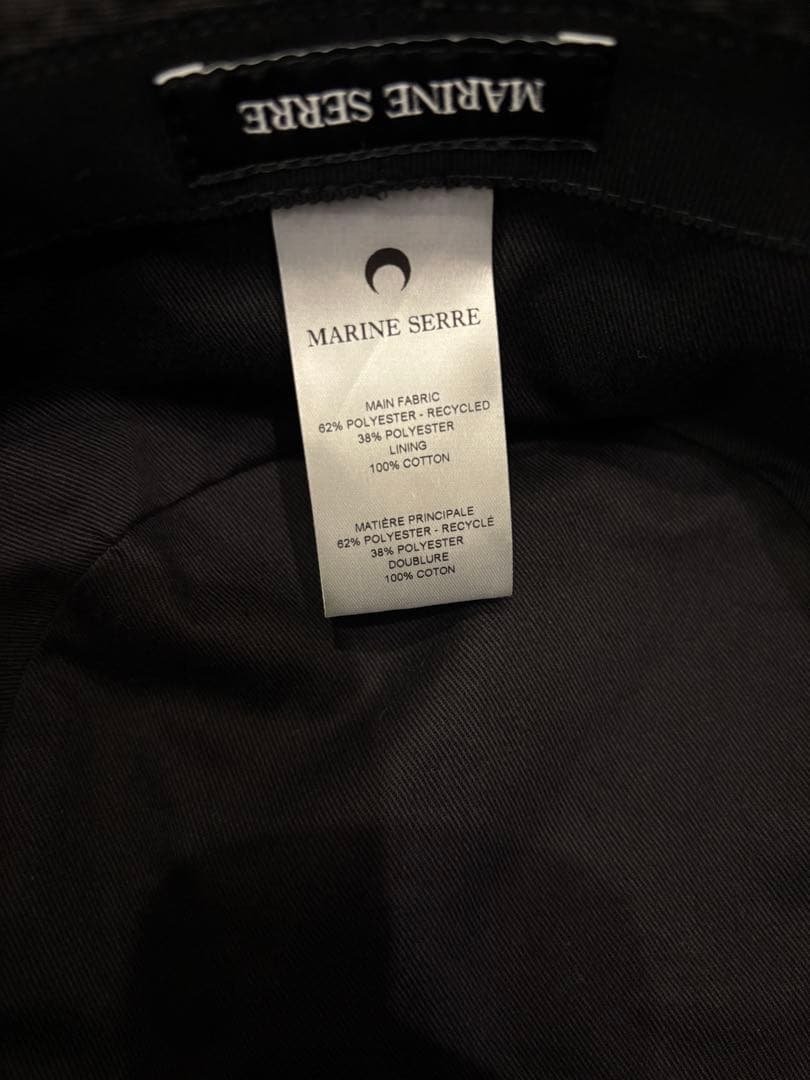 MARINE SERRE
MARINE SERRE
MAIN FABRIC
62% POLYESTER - RECYCLED
38% POLYESTER
LINING
100% COTTON
MATIÈRE PRINCIPALE
62% POLYESTER - RECYCLÉ
38% POLYESTER
DOUBLURE
100% COTON